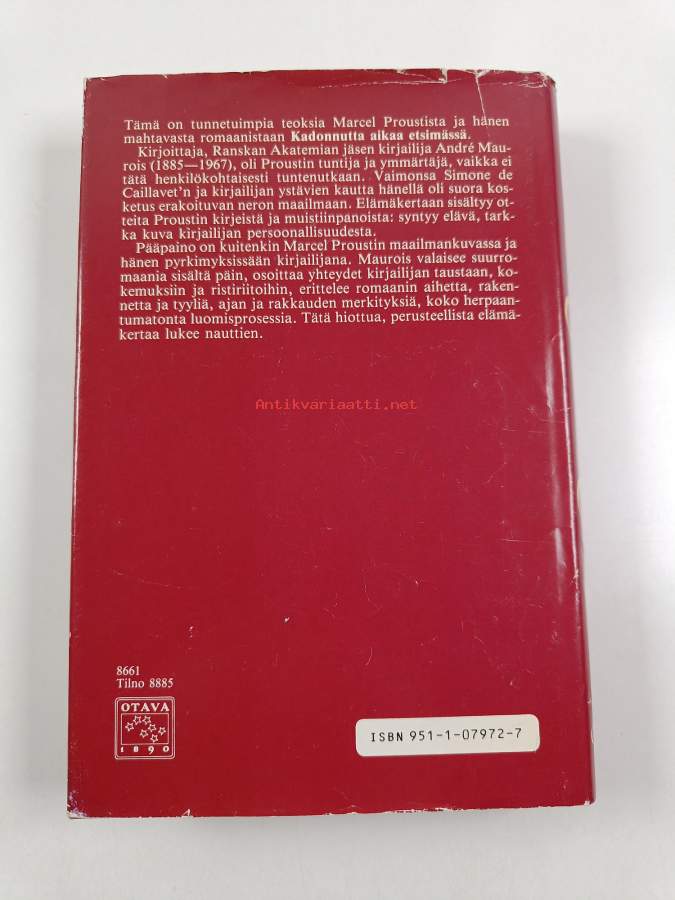 Tämä on tunnetuimpia teoksia Marcel Proustista ja hänen
mahtavasta romaanistaan Kadonnutta aikaa etsimässä.
Kirjoittaja, Ranskan Akatemian jäsen kirjailija André Mau-
rois (1885—1967), oli Proustin tuntija ja ymmärtäjä, vaikka ei
tätä henkilökohtaisesti tuntenutkaan. Vaimonsa Simone de
Caillavet'n ja kirjailijan ystävien kautta hänellä oli suora kos-
ketus erakoituvan neron maailmaan. Elämäkertaan sisältyy ot-
teita Proustin kirjeistä ja muistiinpanoista: syntyy elävä, tark-
ka kuva kirjailijan persoonallisuudesta.
Pääpaino on kuitenkin Marcel Proustin maailmankuvassa ja
hänen pyrkimyksissään kirjailijana. Maurois valaisee suurro-
maania sisältä päin, osoittaa yhteydet kirjailijan taustaan, ko-
kemuksiin ja ristiriitoihin, erittelee romaanin aihetta, raken-
netta ja tyyliä, ajan ja rakkauden merkityksiä, koko herpaan-
tumatonta luomisprosessia. Tätä hiottua, perusteellista elämä-
kertaa lukee nauttien.
Antikvariaatti.net
8661
Tilno 8885
OTAVA
1890
ISBN 951-1-07972-7